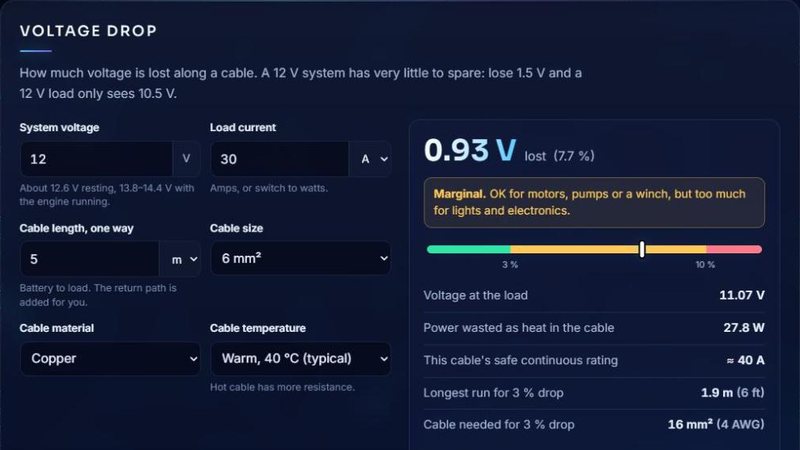 VOLTAGE DROP
How much voltage is lost along a cable. A 12 V system has very little to spare: lose 1.5 V and a
12 V load only sees 10.5 V.
System voltage
12
V
About 12.6 V resting, 13.8–14.4 V with
the engine running.
Load current
30
A
Amps, or switch to watts.
Cable length, one way
5
m
Battery to load. The return path is
added for you.
Cable size
6 mm²
Cable material
Copper
Cable temperature
Warm, 40 °C (typical)
Hot cable has more resistance.
0.93 V lost (7.7 %)
Marginal. OK for motors, pumps or a winch, but too much
for lights and electronics.
3 %
10 %
Voltage at the load 11.07 V
Power wasted as heat in the cable 27.8 W
This cable's safe continuous rating ≈ 40 A
Longest run for 3 % drop 1.9 m (6 ft)
Cable needed for 3 % drop 16 mm² (4 AWG)